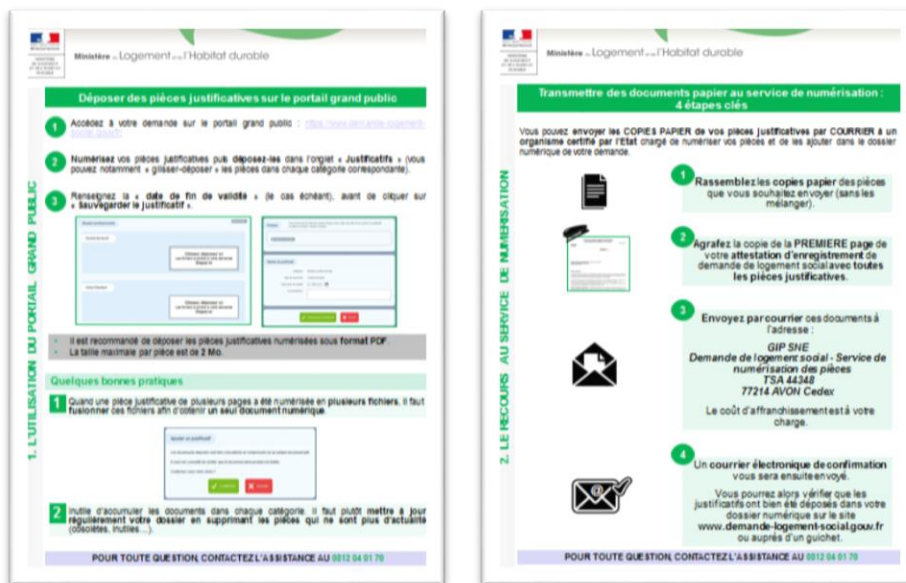 Ministère du Logement et de l'Habitat durable
Déposer des pièces justificatives sur le portail grand public
1. L'UTILISATION DU PORTAIL GRAND PUBLIC
1 Accédez à votre demande sur le portail grand public : https://www.demande-logement-
social.gouv.fr
2 Numérisez vos pièces justificatives puis déposez-les dans l'onglet « Justificatifs » (vous
pouvez notamment « glisser-déposer » les pièces dans chaque catégorie correspondante).
3 Renseignez la « date de fin de validité » (le cas échéant), avant de cliquer sur
« sauvegarder le justificatif ».
• Il est recommandé de déposer les pièces justificatives numérisées sous format PDF.
• La taille maximale par pièce est de 2 Mo.
Quelques bonnes pratiques
1 Quand une pièce justificative de plusieurs pages a été numérisée en plusieurs fichiers, il faut
fusionner ces fichiers afin d'obtenir un seul document numérique.
Ajouter un justificatif
2 Inutile d'accumuler les documents dans chaque catégorie. Il faut plutôt mettre à jour
régulièrement votre dossier en supprimant les pièces qui ne sont plus d'actualité
(obsolètes, inutiles…).
POUR TOUTE QUESTION, CONTACTEZ L'ASSISTANCE AU 0812 04 01 70
Ministère du Logement et de l'Habitat durable
Transmettre des documents papier au service de numérisation :
4 étapes clés
2. LE RECOURS AU SERVICE DE NUMERISATION
Vous pouvez envoyer les COPIES PAPIER de vos pièces justificatives par COURRIER à un
organisme certifié par l'Etat chargé de numériser vos pièces et de les ajouter dans le dossier
numérique de votre demande.
1
Rassemblez les copies papier des pièces
que vous souhaitez envoyer (sans les
mélanger).
2
Agrafez la copie de la PREMIERE page de
votre attestation d'enregistrement de
demande de logement social avec toutes
les pièces justificatives.
3
Envoyez par courrier ces documents à
l'adresse :
GIP SNE
Demande de logement social - Service de
numérisation des pièces
TSA 44348
77214 AVON Cedex
Le coût d'affranchissement est à votre
charge.
4
Un courrier électronique de confirmation
vous sera ensuite envoyé.
Vous pourrez alors vérifier que les
justificatifs ont bien été déposés dans votre
dossier numérique sur le site
www.demande-logement-social.gouv.fr
ou auprès d'un guichet.
POUR TOUTE QUESTION, CONTACTEZ L'ASSISTANCE AU 0812 04 01 70